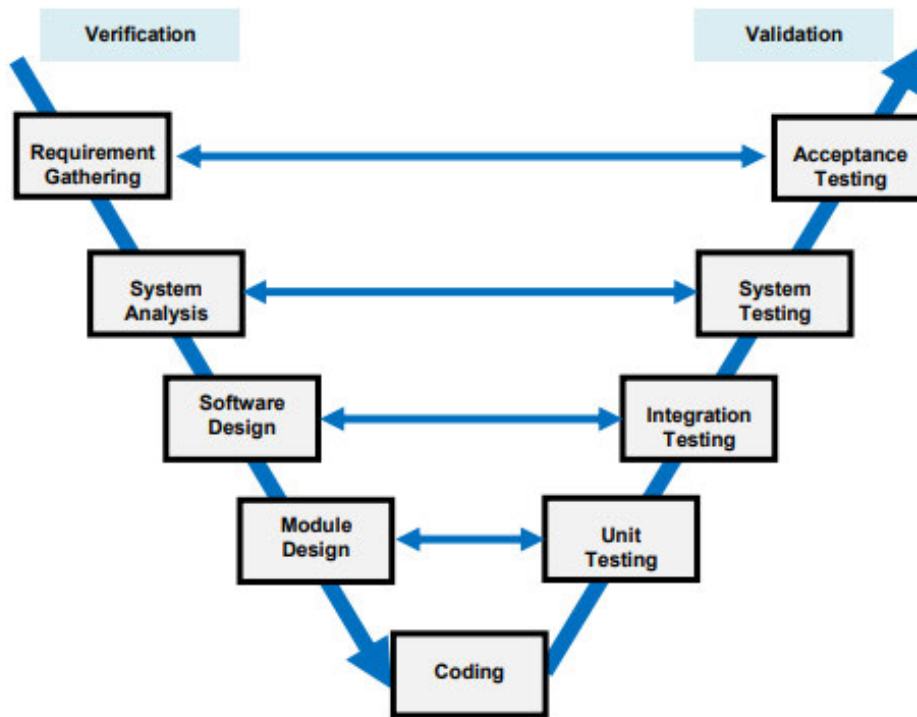 Verification
Validation
Requirement
Gathering
Acceptance
Testing
System
Analysis
System
Testing
Software
Design
Integration
Testing
Module
Design
Unit
Testing
Coding